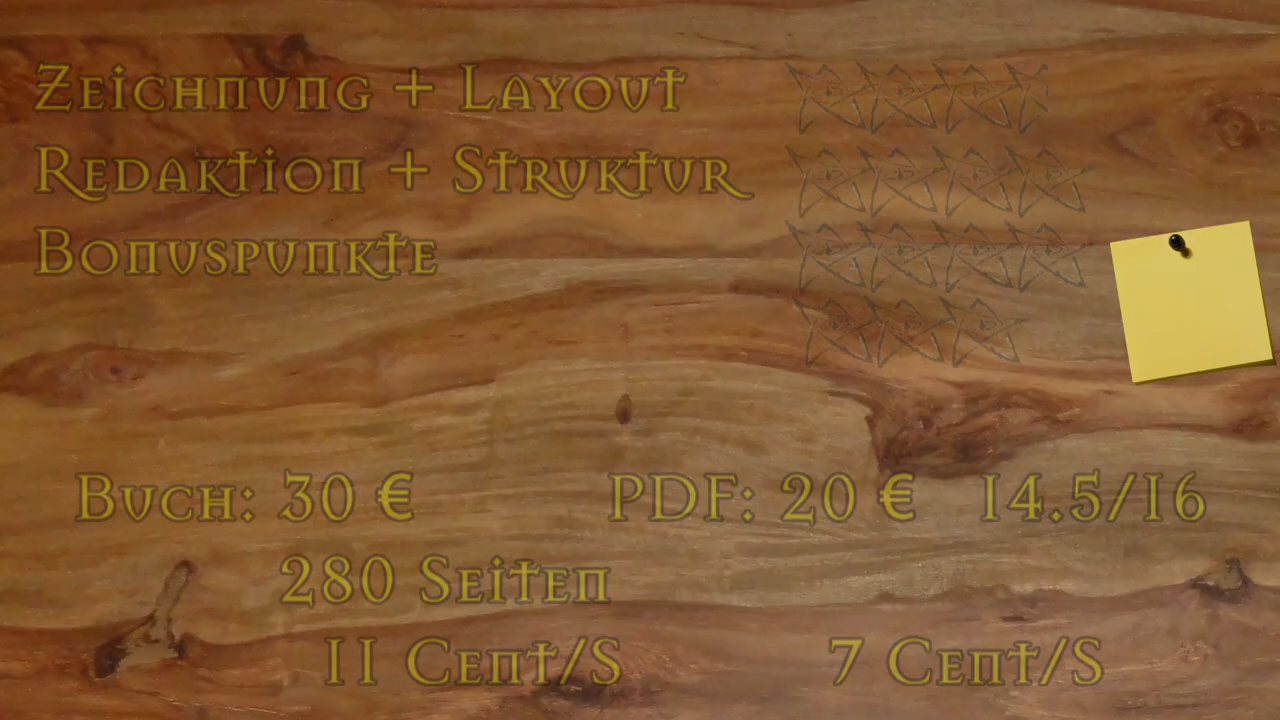 Zeichnung + Layout
Redaktion + Struktur
Bonuspunkte
Buch: 30 € PDF: 20 € 14.5/16
280 Seiten
11 Cent/S 7 Cent/S